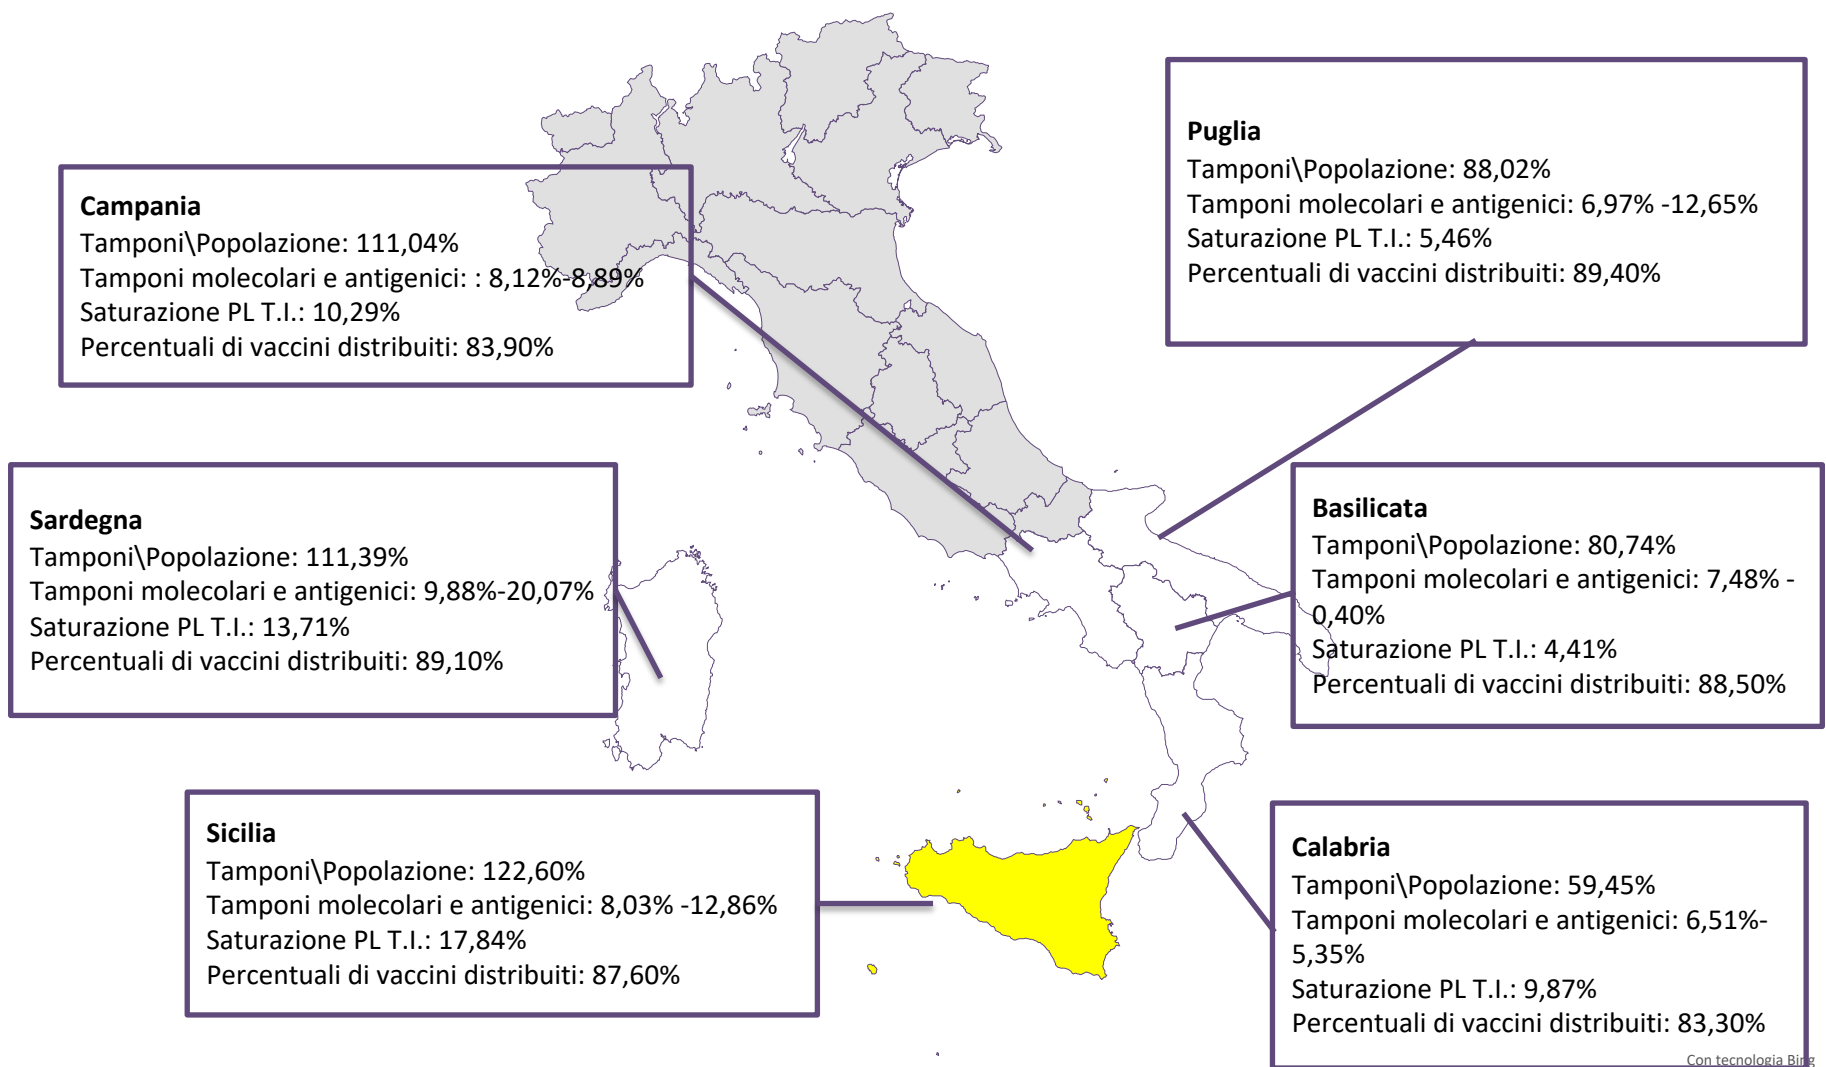 Campania
Tamponi\Popolazione: 111,04%
Tamponi molecolari e antigenici: : 8,12%-8,89%
Saturazione PL T.I.: 10,29%
Percentuali di vaccini distribuiti: 83,90%
Puglia
Tamponi\Popolazione: 88,02%
Tamponi molecolari e antigenici: 6,97% -12,65%
Saturazione PL T.I.: 5,46%
Percentuali di vaccini distribuiti: 89,40%
Sardegna
Tamponi\Popolazione: 111,39%
Tamponi molecolari e antigenici: 9,88%-20,07%
Saturazione PL T.I.: 13,71%
Percentuali di vaccini distribuiti: 89,10%
Basilicata
Tamponi\Popolazione: 80,74%
Tamponi molecolari e antigenici: 7,48% -
0,40%
Saturazione PL T.I.: 4,41%
Percentuali di vaccini distribuiti: 88,50%
Sicilia
Tamponi\Popolazione: 122,60%
Tamponi molecolari e antigenici: 8,03% -12,86%
Saturazione PL T.I.: 17,84%
Percentuali di vaccini distribuiti: 87,60%
Calabria
Tamponi\Popolazione: 59,45%
Tamponi molecolari e antigenici: 6,51%-
5,35%
Saturazione PL T.I.: 9,87%
Percentuali di vaccini distribuiti: 83,30%
Con tecnologia Bing